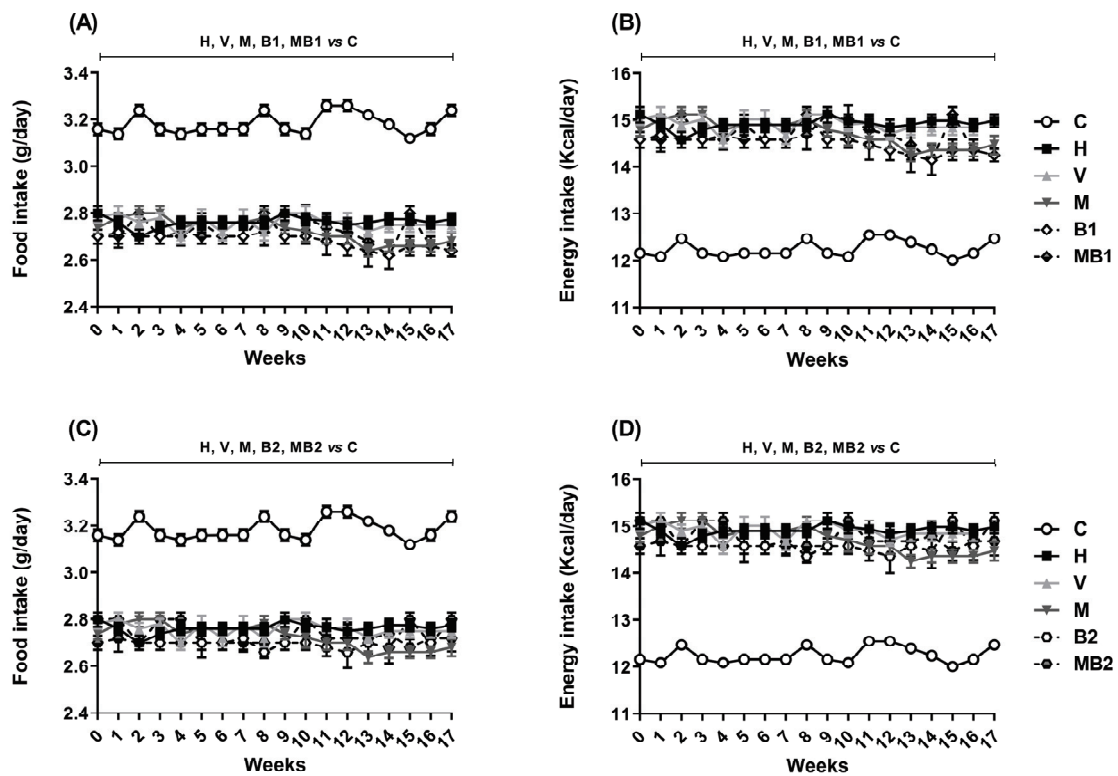 (A)
H, V, M, B1, MB1 vs C
Food intake (g/day)
3.4
3.2
3.0
2.8
2.6
2.4
0 1 2 3 4 5 6 7 8 9 10 11 12 13 14 15 16 17
Weeks
(B)
H, V, M, B1, MB1 vs C
Energy intake (Kcal/day)
16
15
14
13
12
11
0 1 2 3 4 5 6 7 8 9 10 11 12 13 14 15 16 17
Weeks
C
H
V
M
B1
MB1
(C)
H, V, M, B2, MB2 vs C
Food intake (g/day)
3.4
3.2
3.0
2.8
2.6
2.4
0 1 2 3 4 5 6 7 8 9 10 11 12 13 14 15 16 17
Weeks
(D)
H, V, M, B2, MB2 vs C
Energy intake (Kcal/day)
16
15
14
13
12
11
0 1 2 3 4 5 6 7 8 9 10 11 12 13 14 15 16 17
Weeks
C
H
V
M
B2
MB2